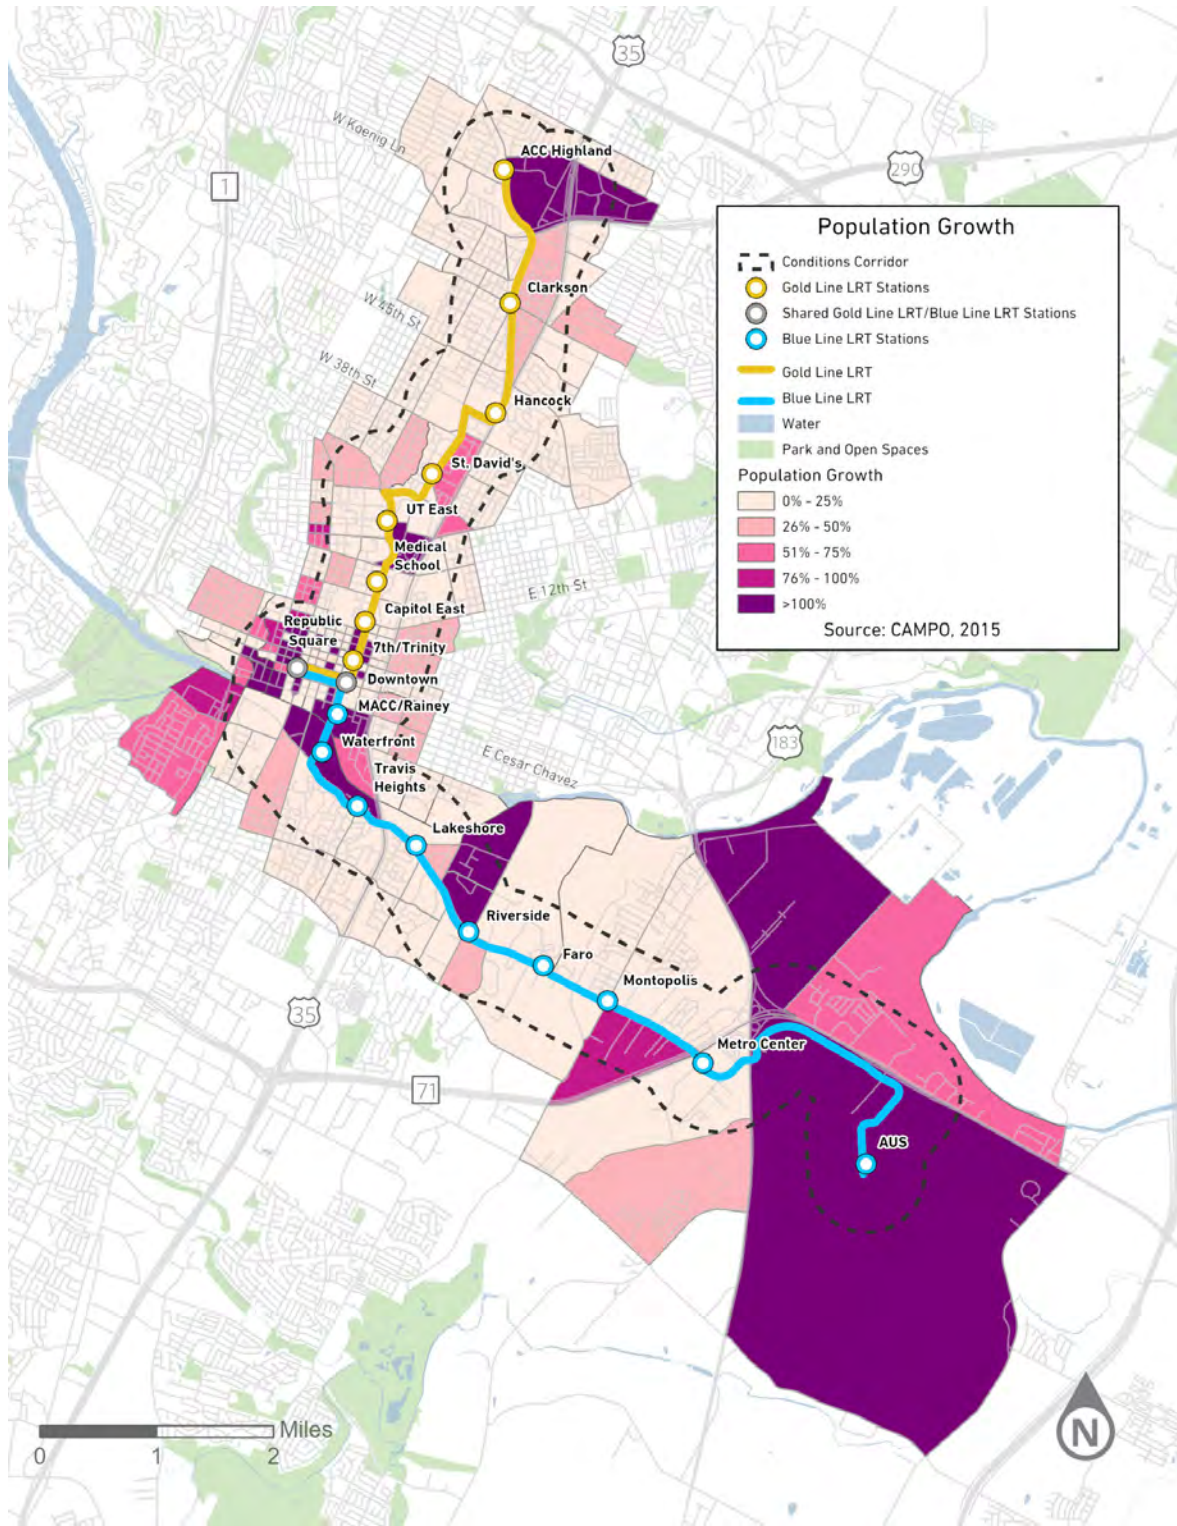 35
W Koenig Ln
ACC Highland
290
1
Population Growth
Conditions Corridor
Gold Line LRT Stations
Shared Gold Line LRT/Blue Line LRT Stations
Blue Line LRT Stations
Gold Line LRT
Blue Line LRT
Water
Park and Open Spaces
Population Growth
0% - 25%
26% - 50%
51% - 75%
76% - 100%
>100%
Source: CAMPO, 2015
Clarkson
W 45th St
W 38th St
Hancock
St. David's
UT East
Medical
School
E 12th St
Capitol East
Republic
Square
7th/Trinity
Downtown
MACC/Rainey
Waterfront
E Cesar Chavez
183
Travis
Heights
Lakeshore
Riverside
Faro
Montopolis
35
Metro Center
71
AUS
Miles
0
1
2
N